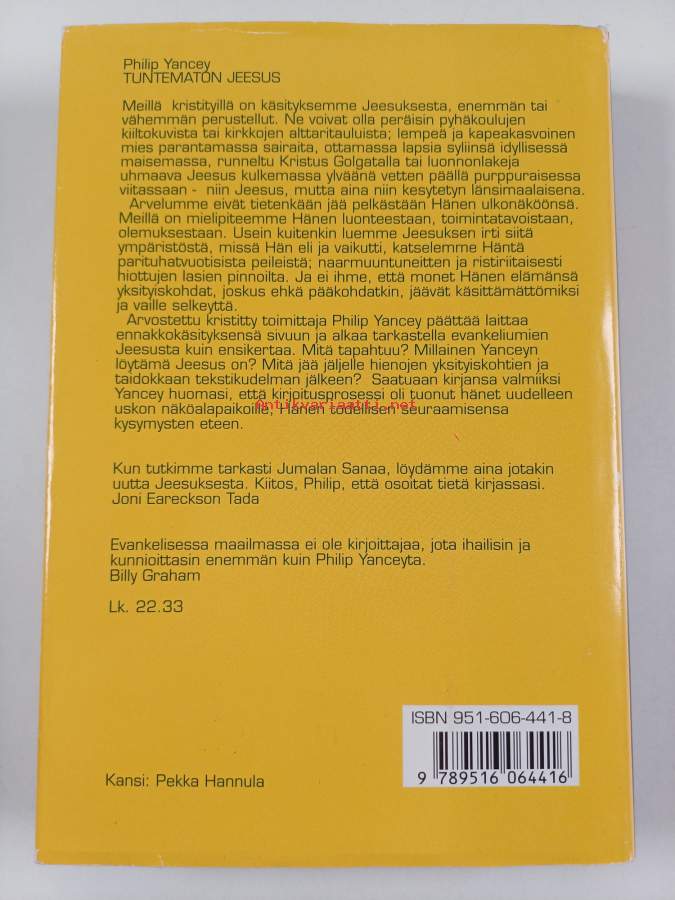 Philip Yancey
TUNTEMATON JEESUS
Meillä kristityillä on käsityksemme Jeesuksesta, enemmän tai
vähemmän perustellut. Ne voivat olla peräisin pyhäkoulujen
kiiltokuvista tai kirkkojen alttaritauluista; lempeä ja kapeakasvoinen
mies parantamassa sairaita, ottamassa lapsia syliinsä idyllisessä
maisemassa, runneltu Kristus Golgatalla tai luonnonlakeja
uhmaava Jeesus kulkemassa ylväänä vetten päällä purppuraisessa
viitassaan - niin Jeesus, mutta aina niin kesytetyn länsimaalaisena.
Arvelumme eivät tietenkään jää pelkästään Hänen ulkonäköönsä.
Meillä on mielipiteemme Hänen luonteestaan, toimintatavoistaan,
olemuksestaan. Usein kuitenkin luemme Jeesuksen irti siitä
ympäristöstä, missä Hän eli ja vaikutti, katselemme Häntä
parituhatvuotisista peileistä; naarmuuntuneitten ja ristiriitaisesti
hiottujen lasien pinnoilta. Ja ei ihme, että monet Hänen elämänsä
yksityiskohdat, joskus ehkä pääkohdatkin, jäävät käsittämättömiksi
ja vaille selkeyttä.
Arvostettu kristitty toimittaja Philip Yancey päättää laittaa
ennakkokäsityksensä sivuun ja alkaa tarkastella evankeliumien
Jeesusta kuin ensikertaa. Mitä tapahtuu? Millainen Yanceyn
löytämä Jeesus on? Mitä jää jäljelle hienojen yksityiskohtien ja
taidokkaan tekstikudelman jälkeen? Saatuaan kirjansa valmiiksi
Yancey huomasi, että kirjoitusprosessi oli tuonut hänet uudelleen
uskon näköalapaikoille, Hänen todellisen seuraamisensa
antikvariaatti.net
kysymysten eteen.
Kun tutkimme tarkasti Jumalan Sanaa, löydämme aina jotakin
uutta Jeesuksesta. Kiitos, Philip, että osoitat tietä kirjassasi.
Joni Eareckson Tada
Evankelisessa maailmassa ei ole kirjoittajaa, jota ihailisin ja
kunnioittasin enemmän kuin Philip Yanceyta.
Billy Graham
Lk. 22.33
ISBN 951-606-441-8
9 789516 064416
Kansi: Pekka Hannula